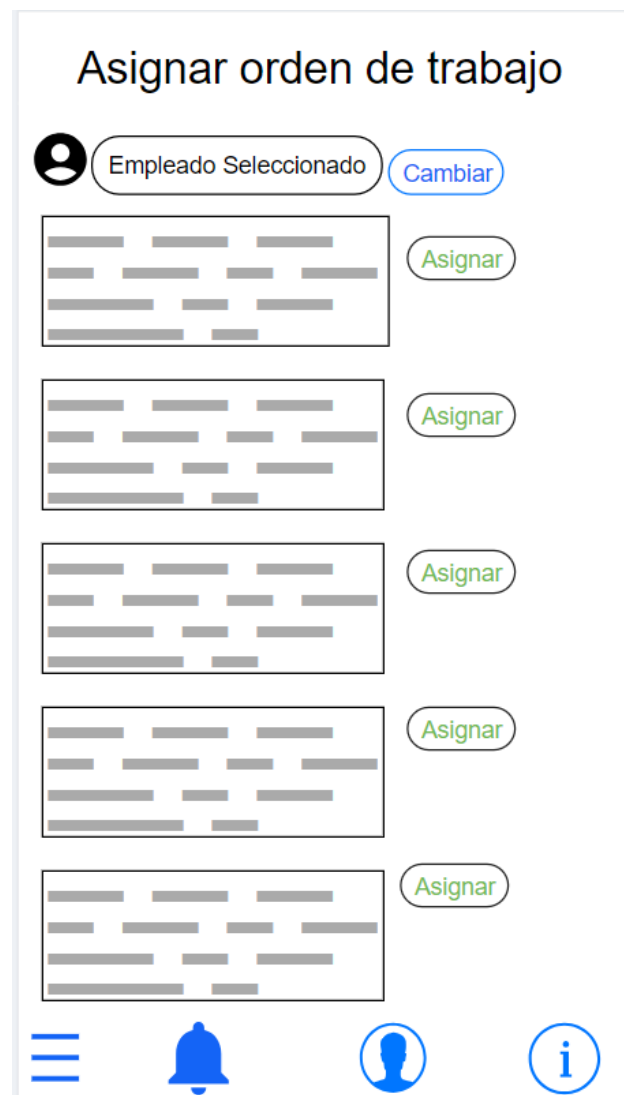 Asignar orden de trabajo
Empleado Seleccionado
Cambiar
Asignar
Asignar
Asignar
Asignar
Asignar
i